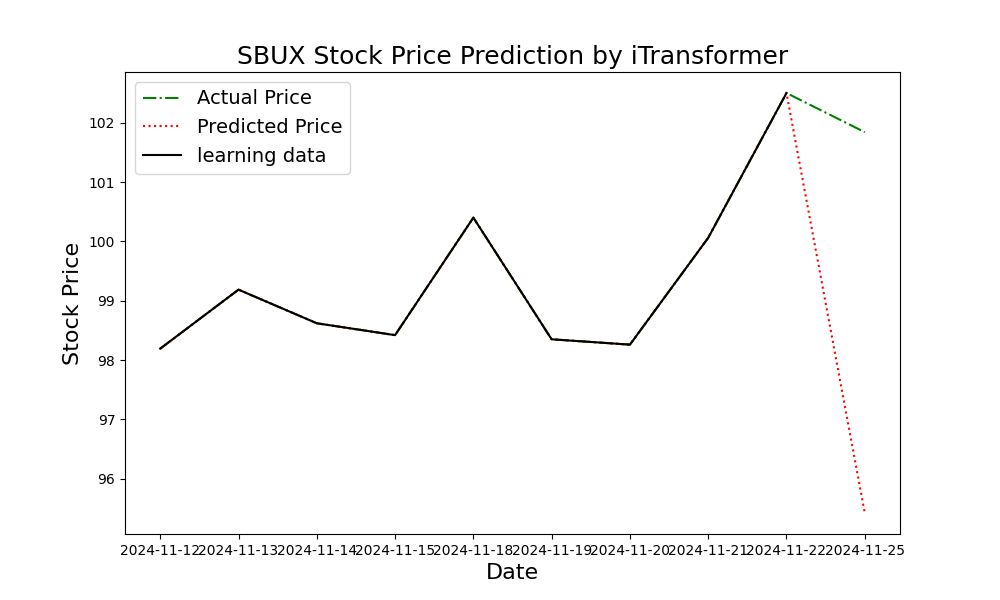 SBUX Stock Price Prediction by iTransformer
Actual Price
Predicted Price
learning data
102
101
100
99
98
97
96
Stock Price
2024-11-12 2024-11-13 2024-11-14 2024-11-15 2024-11-18 2024-11-19 2024-11-20 2024-11-21 2024-11-22 2024-11-25
Date